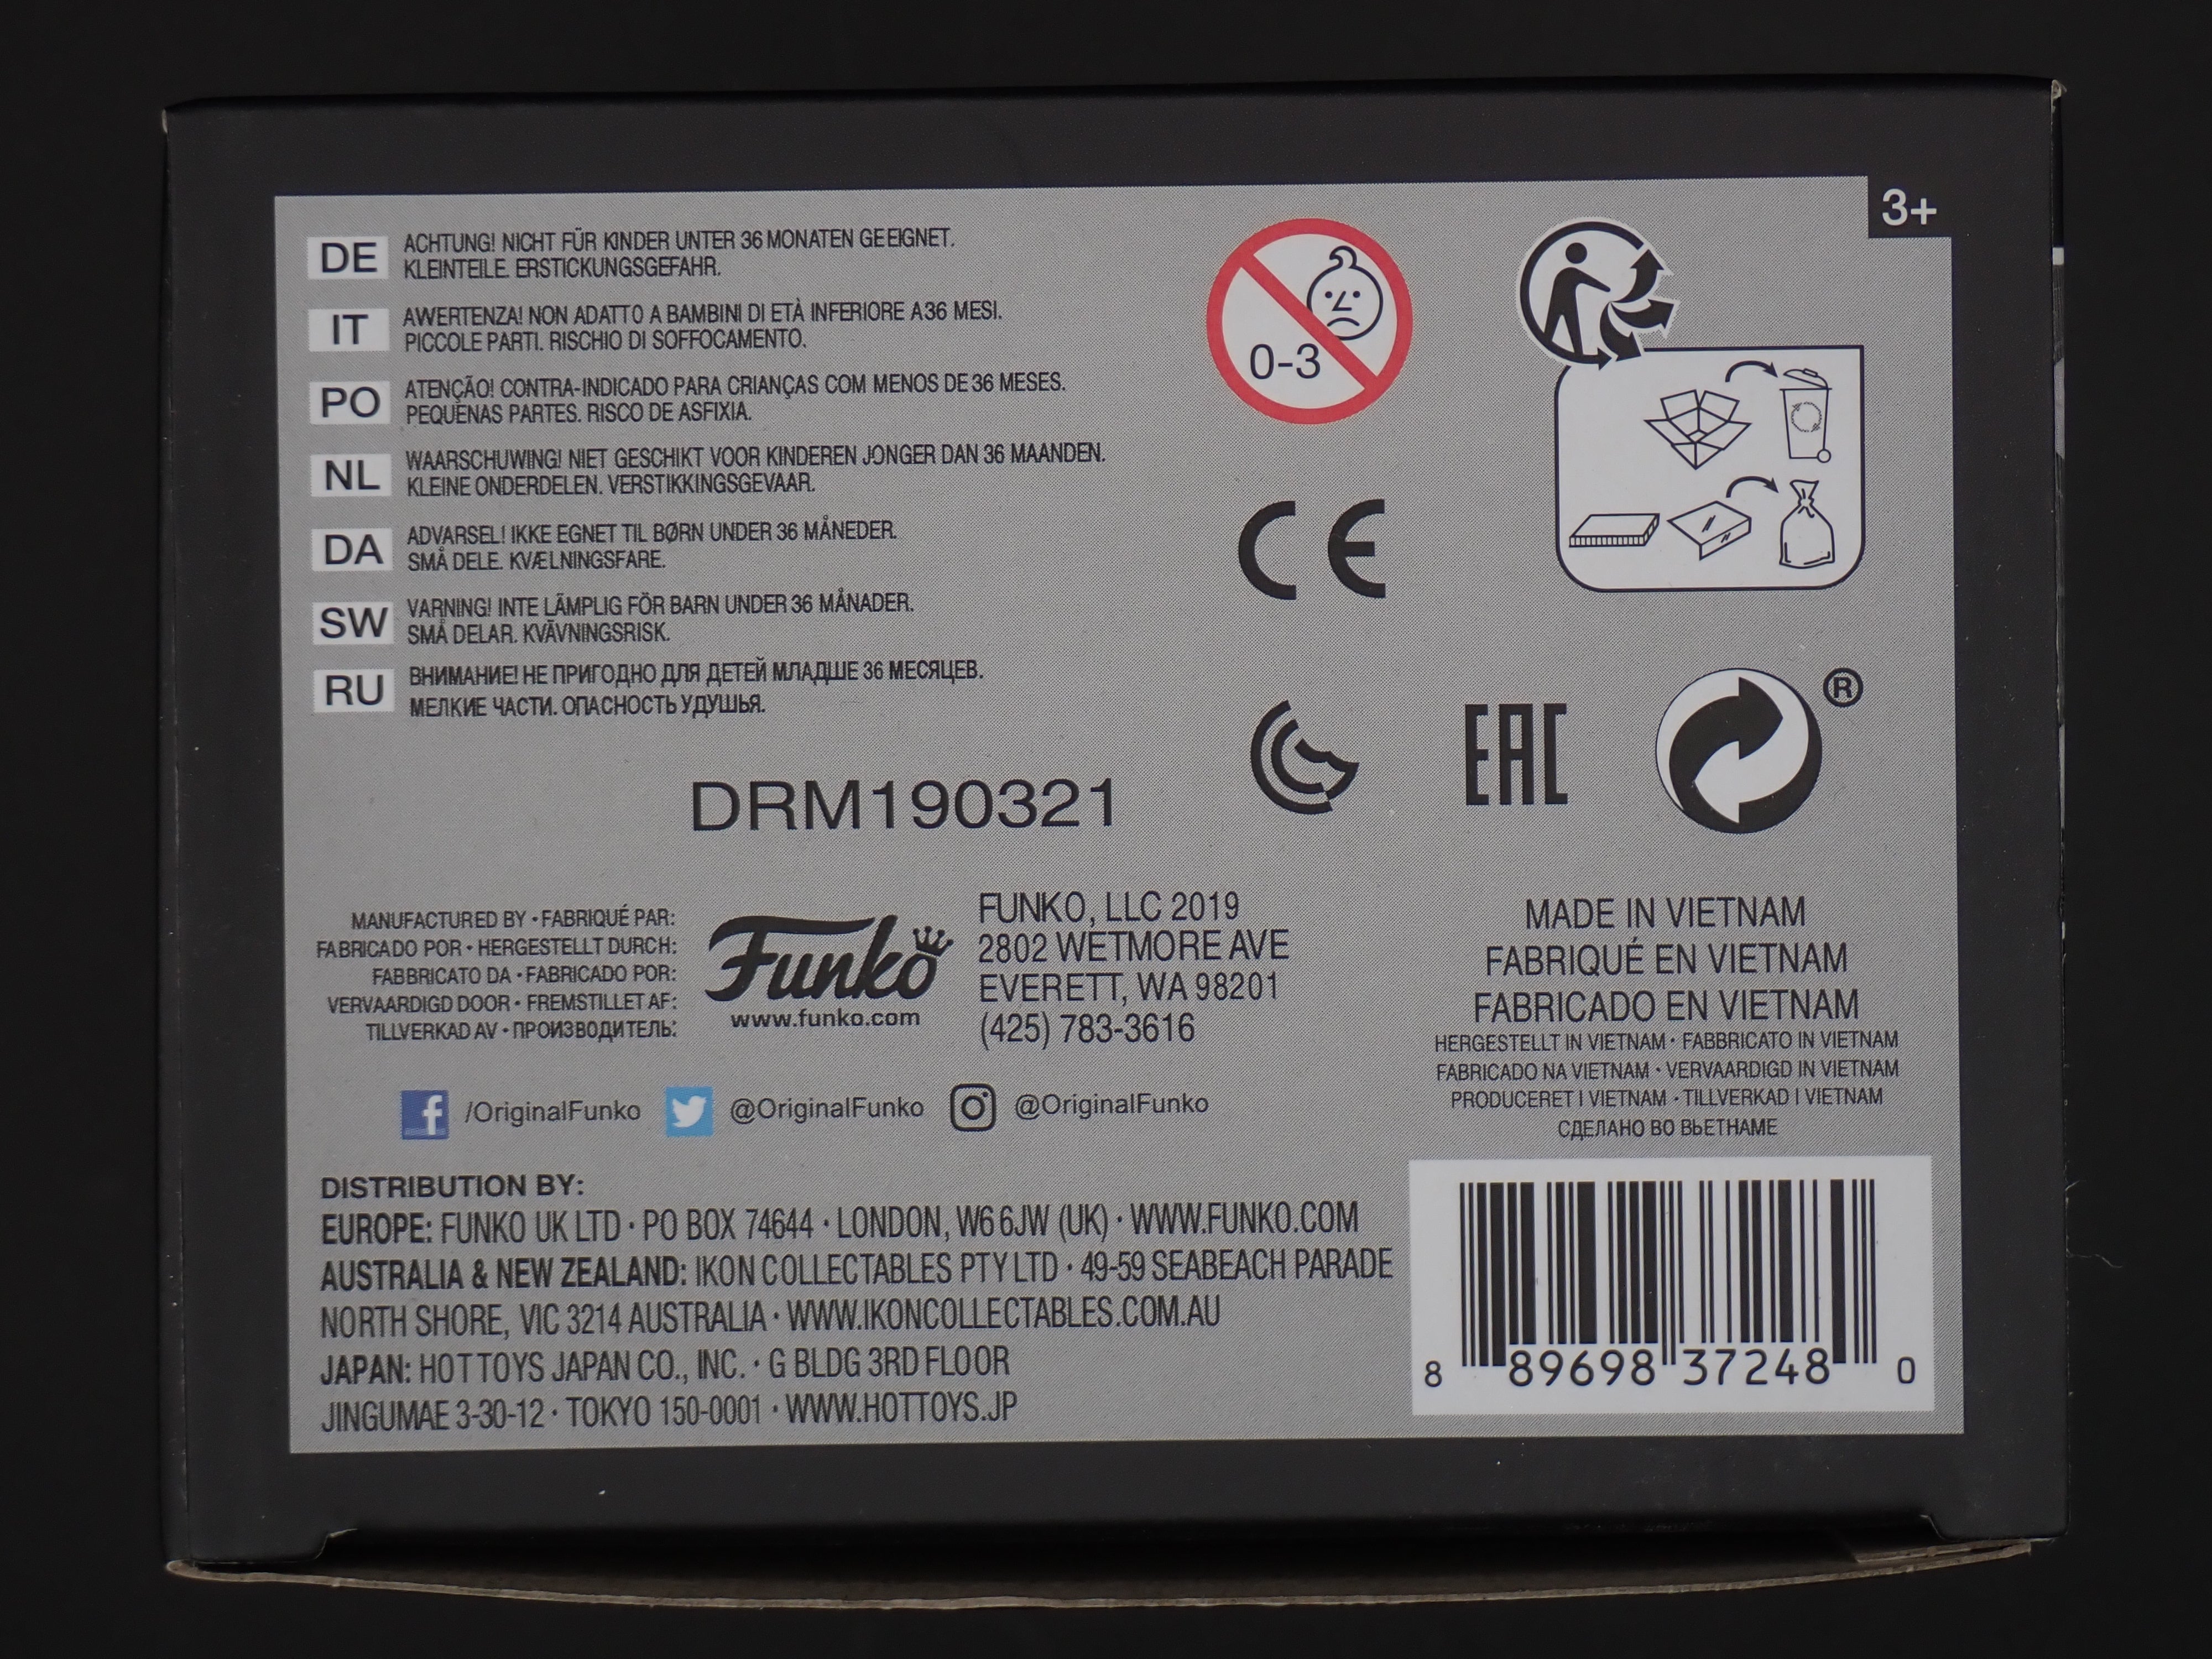 3+
DE
ACHTUNG! NICHT FÜR KINDER UNTER 36 MONATEN GEEIGNET.
KLEINTEILE. ERSTICKUNGSGEFAHR.
IT
AWERTENZA! NON ADATTO A BAMBINI DI ETÀ INFERIORE A 36 MESI.
PICCOLE PARTI. RISCHIO DI SOFFOCAMENTO.
PO
ATENÇÃO! CONTRA-INDICADO PARA CRIANÇAS COM MENOS DE 36 MESES.
PEQUENAS PARTES. RISCO DE ASFIXIA.
NL
WAARSCHUWING! NIET GESCHIKT VOOR KINDEREN JONGER DAN 36 MAANDEN.
KLEINE ONDERDELEN. VERSTIKKINGSGEVAAR.
DA
ADVARSEL! IKKE EGNET TIL BØRN UNDER 36 MÅNEDER.
SMÅ DELE. KVÆLNINGSFARE.
SW
VARNING! INTE LÄMPLIG FÖR BARN UNDER 36 MÅNADER.
SMÅ DELAR. KVÄVNINGSRISK.
RU
ВНИМАНИЕ! НЕ ПРИГОДНО ДЛЯ ДЕТЕЙ МЛАДШЕ 36 МЕСЯЦЕВ.
МЕЛКИЕ ЧАСТИ. ОПАСНОСТЬ УДУШЬЯ.
0-3
CE
EAC
®
DRM190321
MANUFACTURED BY • FABRIQUÉ PAR:
FABRICADO POR • HERGESTELLT DURCH:
FABBRICATO DA • FABRICADO POR:
VERVAARDIGD DOOR • FREMSTILLET AF:
TILLVERKAD AV • ПРОИЗВОДИТЕЛЬ:
Funko
www.funko.com
FUNKO, LLC 2019
2802 WETMORE AVE
EVERETT, WA 98201
(425) 783-3616
MADE IN VIETNAM
FABRIQUÉ EN VIETNAM
FABRICADO EN VIETNAM
HERGESTELLT IN VIETNAM • FABBRICATO IN VIETNAM
FABRICADO NA VIETNAM • VERVAARDIGD IN VIETNAM
PRODUCERET I VIETNAM • TILLVERKAD I VIETNAM
СДЕЛАНО ВО ВЬЕТНАМЕ
/OriginalFunko @OriginalFunko @OriginalFunko
DISTRIBUTION BY:
EUROPE: FUNKO UK LTD • PO BOX 74644 • LONDON, W6 6JW (UK) • WWW.FUNKO.COM
AUSTRALIA & NEW ZEALAND: IKON COLLECTABLES PTY LTD • 49-59 SEABEACH PARADE
NORTH SHORE, VIC 3214 AUSTRALIA • WWW.IKONCOLLECTABLES.COM.AU
JAPAN: HOT TOYS JAPAN CO., INC. • G BLDG 3RD FLOOR
JINGUMAE 3-30-12 • TOKYO 150-0001 • WWW.HOTTOYS.JP
8 89698 37248 0